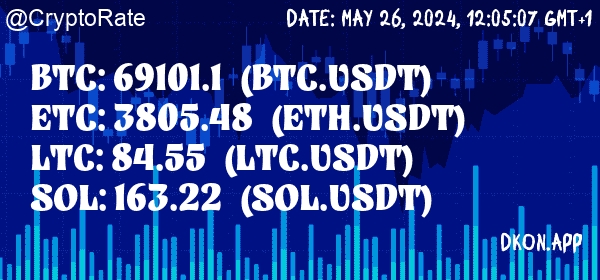 @CryptoRate
DATE: MAY 26, 2024, 12:05:07 GMT+1
BTC: 69101.1 (BTC.USDT)
ETC: 3805.48 (ETH.USDT)
LTC: 84.55 (LTC.USDT)
SOL: 163.22 (SOL.USDT)
DKON.APP